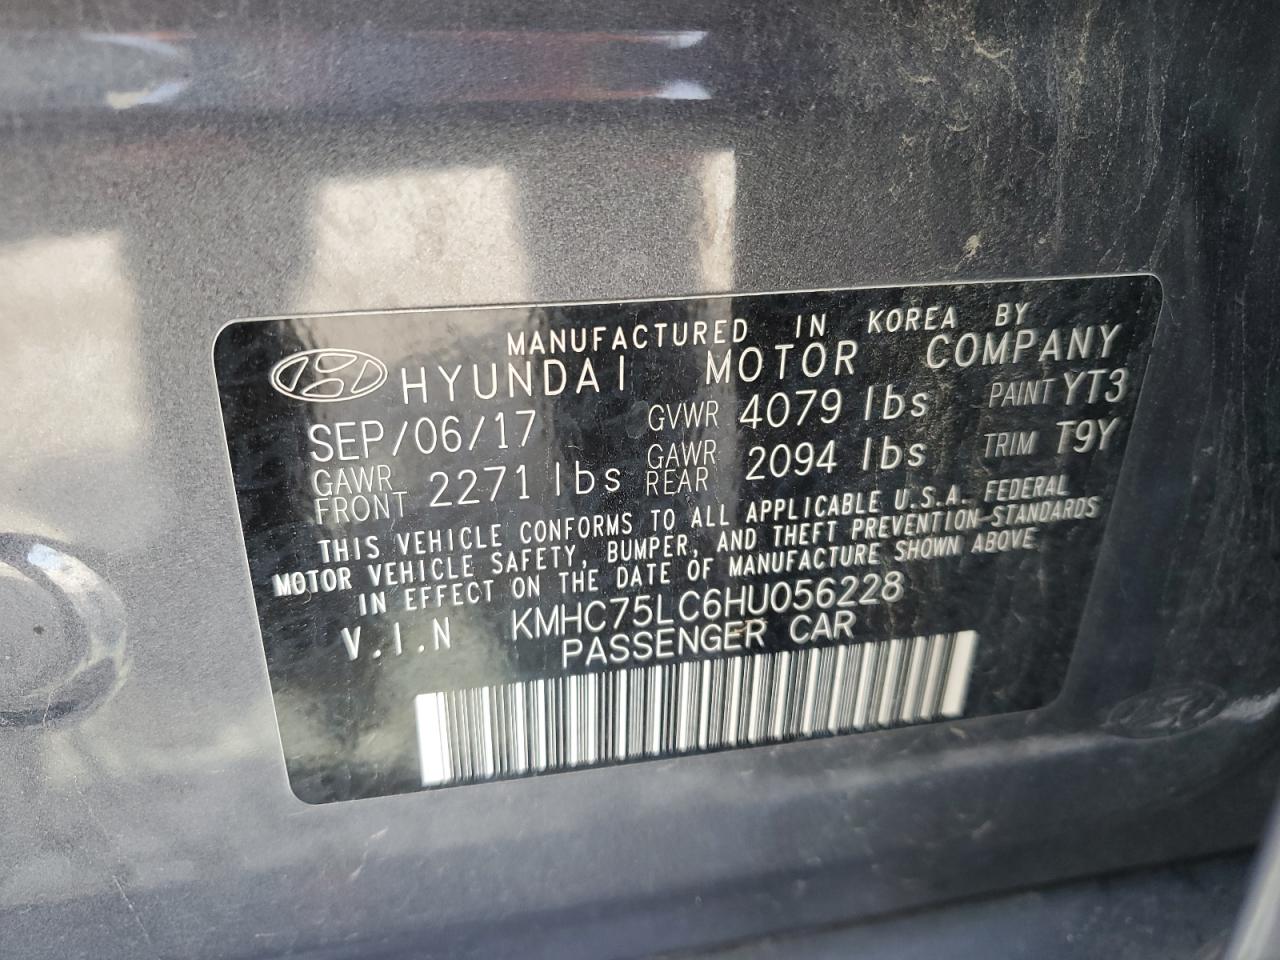 MANUFACTURED IN KOREA BY
HYUNDAI MOTOR COMPANY
SEP/06/17 GVWR 4079 lbs PAINT YT3
GAWR FRONT 2271 lbs GAWR REAR 2094 lbs TRIM T9Y
THIS VEHICLE CONFORMS TO ALL APPLICABLE U.S.A. FEDERAL
MOTOR VEHICLE SAFETY, BUMPER, AND THEFT PREVENTION STANDARDS
IN EFFECT ON THE DATE OF MANUFACTURE SHOWN ABOVE
V.I.N KMHC75LC6HU056228
PASSENGER CAR